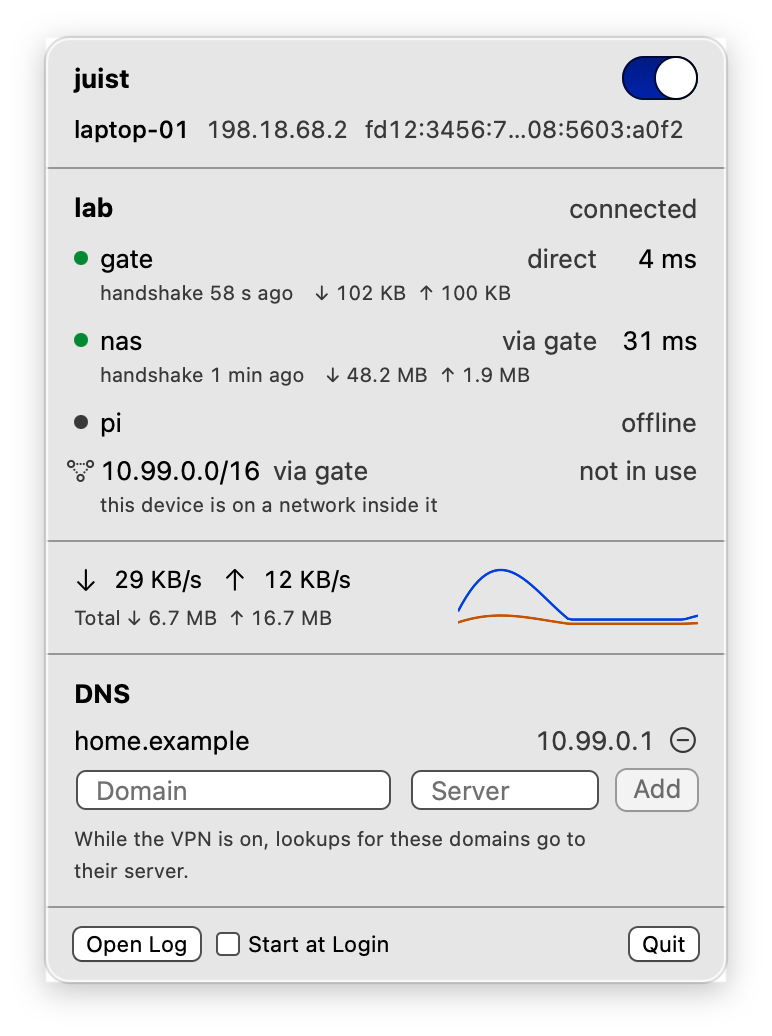 juist
laptop-01 198.18.68.2 fd12:3456:7…08:5603:a0f2
lab connected
gate direct 4 ms
handshake 58 s ago ↓ 102 KB ↑ 100 KB
nas via gate 31 ms
handshake 1 min ago ↓ 48.2 MB ↑ 1.9 MB
pi offline
10.99.0.0/16 via gate not in use
this device is on a network inside it
↓ 29 KB/s ↑ 12 KB/s
Total ↓ 6.7 MB ↑ 16.7 MB
DNS
home.example 10.99.0.1
Domain Server Add
While the VPN is on, lookups for these domains go to
their server.
Open Log Start at Login Quit